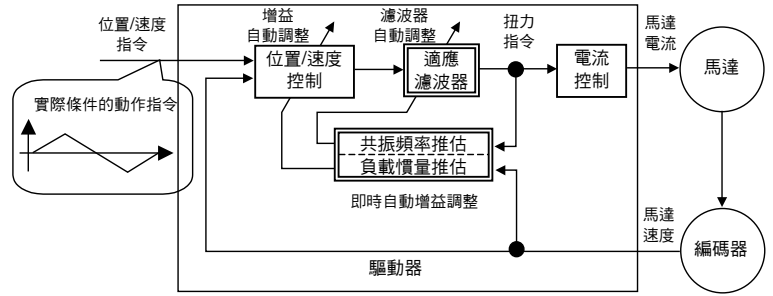 位置/速度
指令
增益
自動調整
濾波器
自動調整
扭力
指令
位置/速度
控制
適應
濾波器
電流
控制
馬達
電流
馬達
實際條件的動作指令
共振頻率推估
負載慣量推估
即時自動增益調整
馬達
速度
編碼器
驅動器